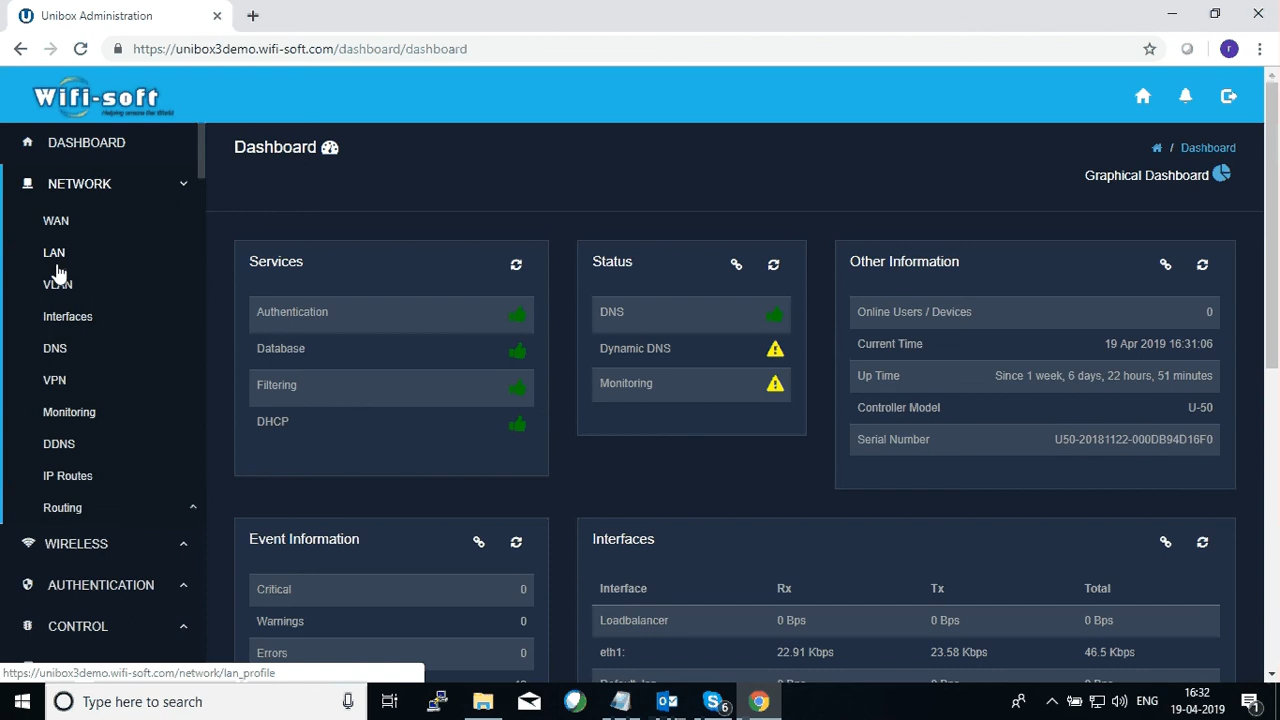 Unibox Administration
https://unibox3demo.wifi-soft.com/dashboard/dashboard
r
Wifi-soft
DASHBOARD
NETWORK
WAN
LAN
VLAN
Interfaces
DNS
VPN
Monitoring
DDNS
IP Routes
Routing
WIRELESS
AUTHENTICATION
CONTROL
Dashboard
/ Dashboard
Graphical Dashboard
Services
Authentication
Database
Filtering
DHCP
Status
DNS
Dynamic DNS
Monitoring
Other Information
Online Users / Devices 0
Current Time 19 Apr 2019 16:31:06
Up Time Since 1 week, 6 days, 22 hours, 51 minutes
Controller Model U-50
Serial Number U50-20181122-000DB94D16F0
Event Information
Critical 0
Warnings 0
Errors 0
Interfaces
Interface Rx Tx Total
Loadbalancer 0 Bps 0 Bps 0 Bps
eth1: 22.91 Kbps 23.58 Kbps 46.5 Kbps
https://unibox3demo.wifi-soft.com/network/lan_profile
Type here to search
6
ENG
16:32
19-04-2019
1